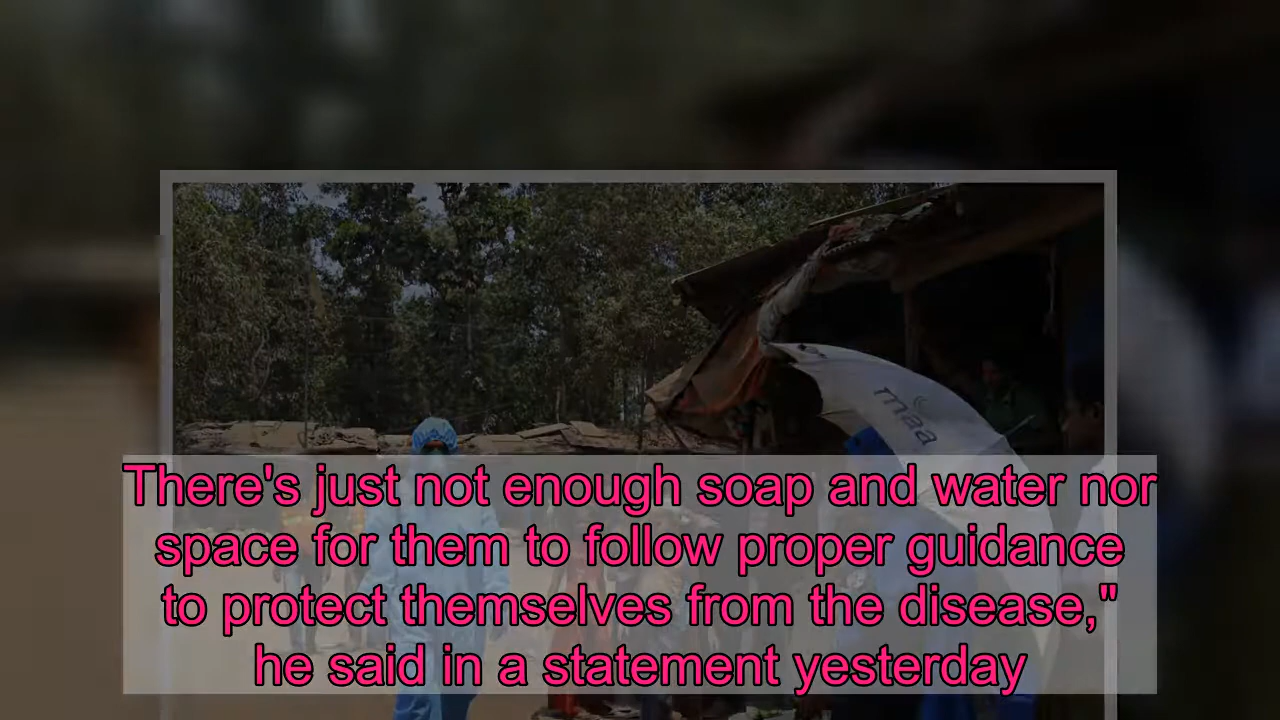 maa
There's just not enough soap and water nor
space for them to follow proper guidance
to protect themselves from the disease,"
he said in a statement yesterday